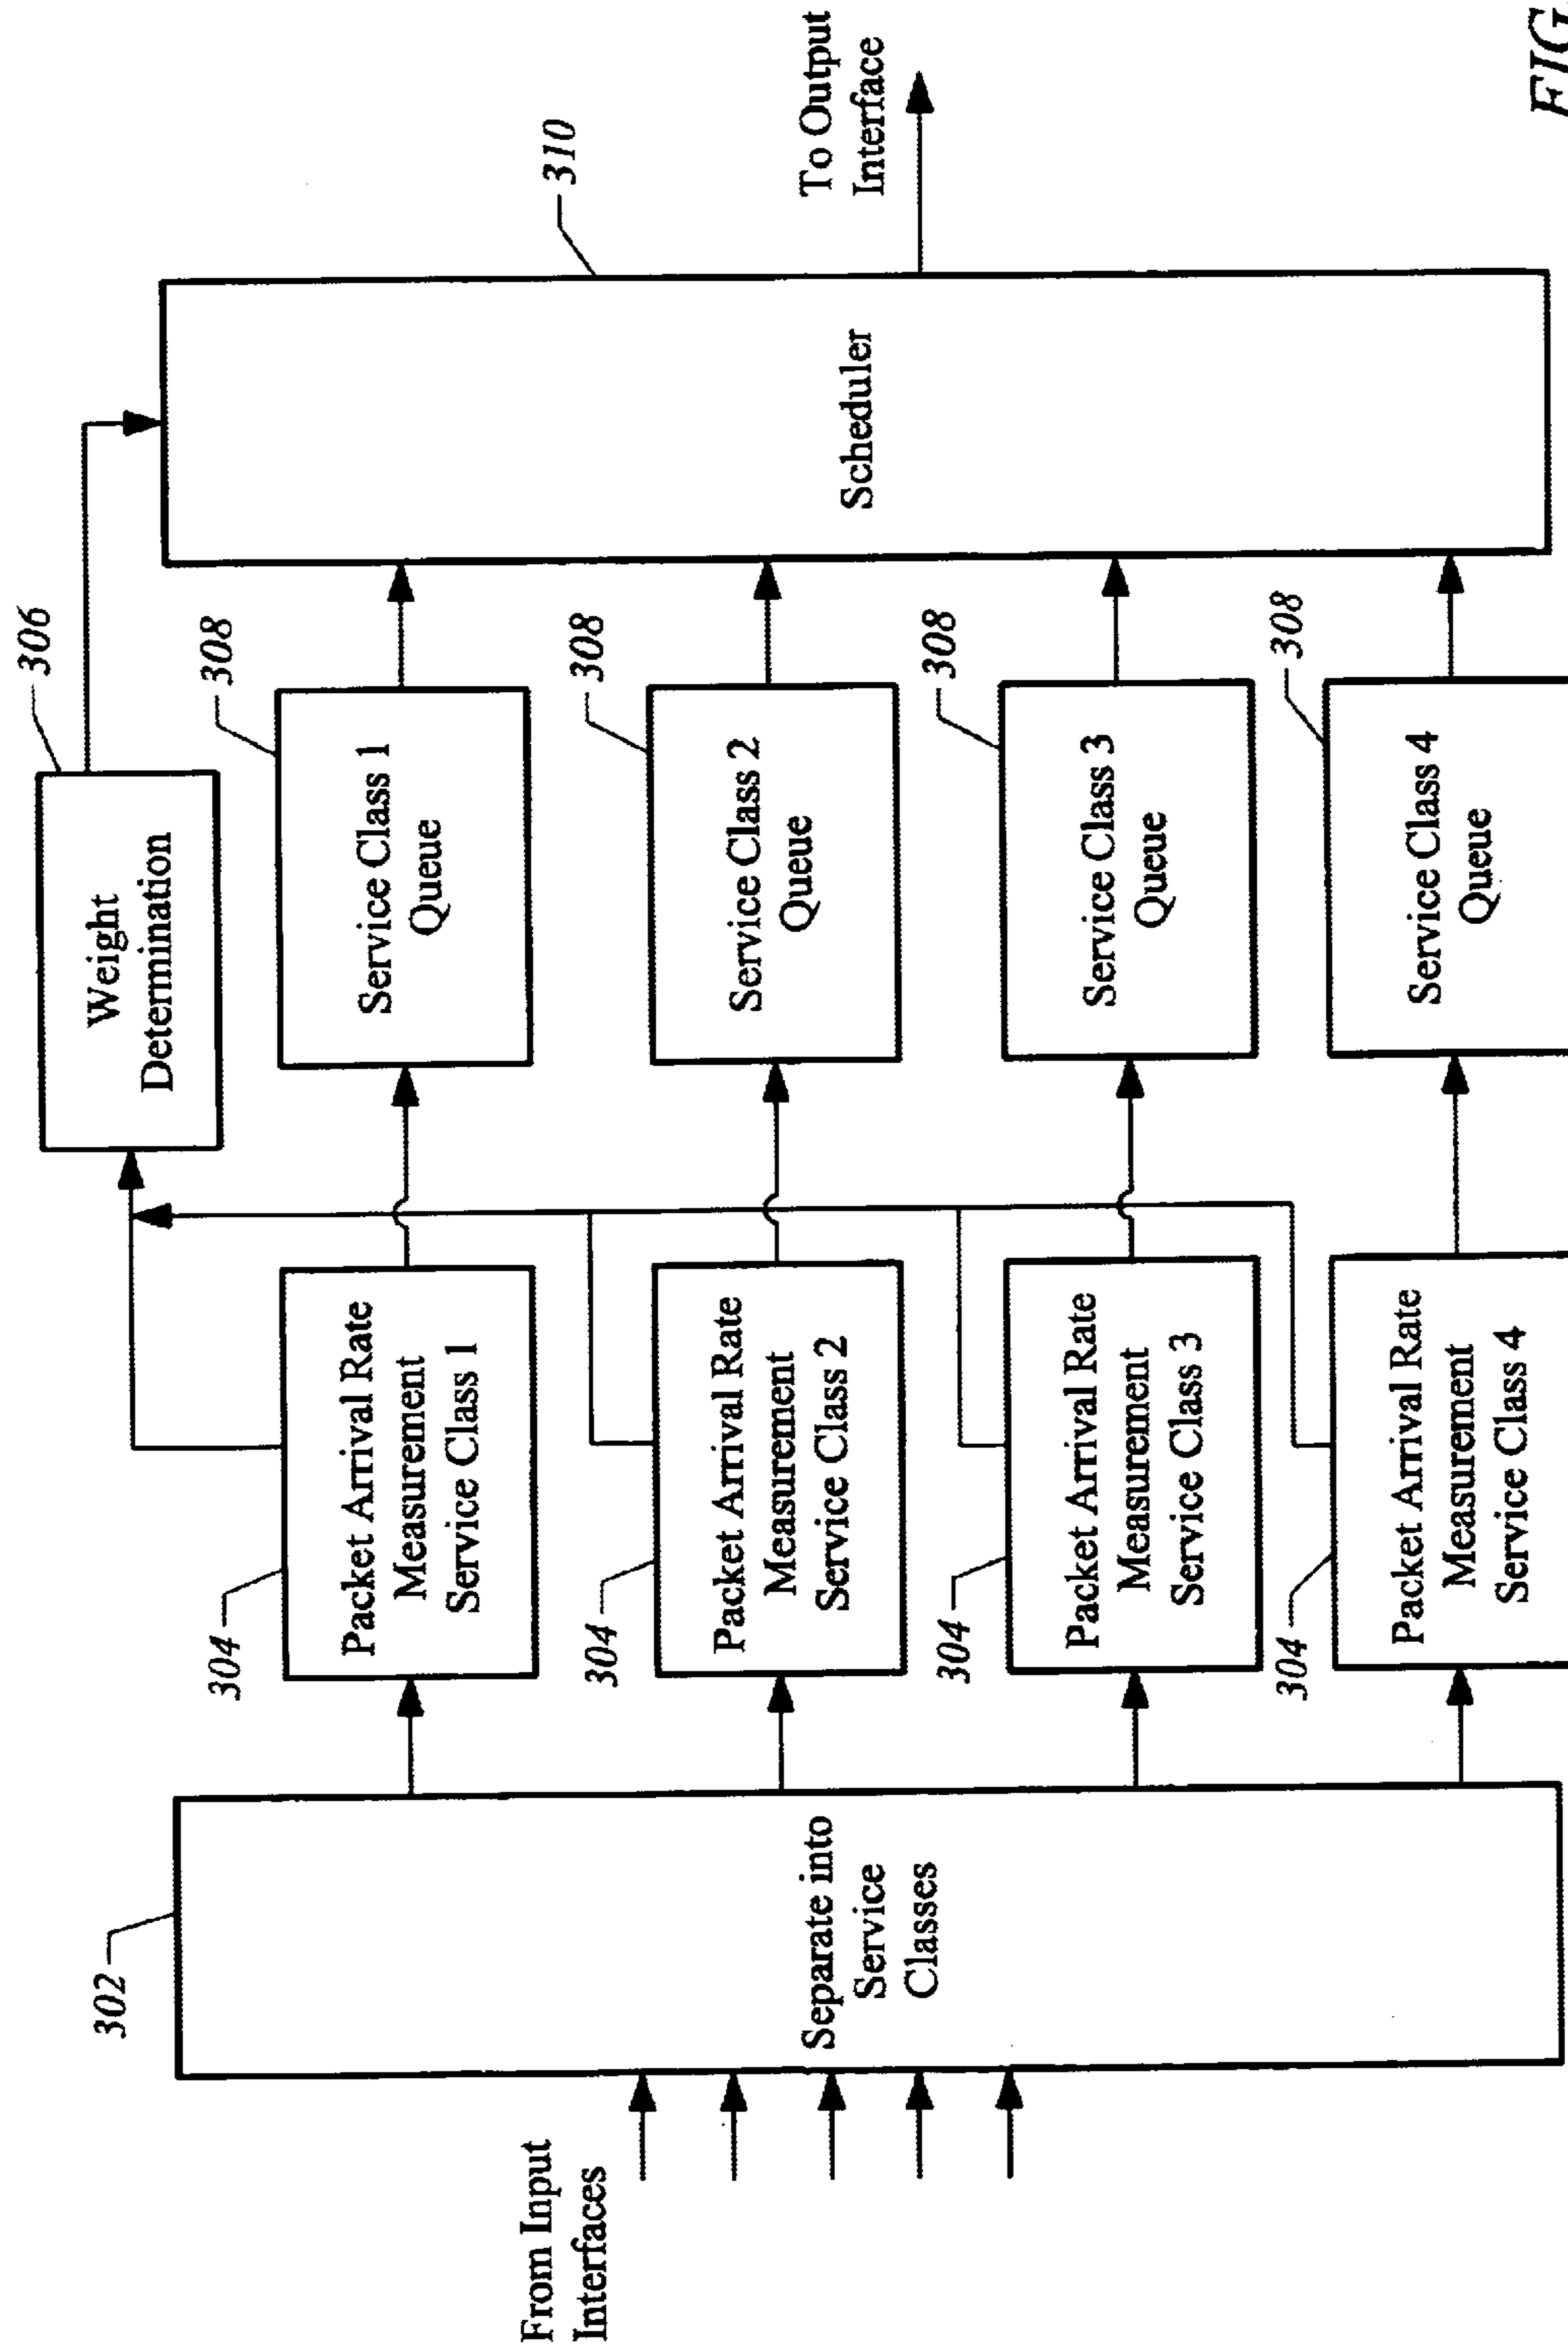 From Input
Interfaces
302
Separate into
Service
Classes
304
Packet Arrival Rate
Measurement
Service Class 1
304
Packet Arrival Rate
Measurement
Service Class 2
304
Packet Arrival Rate
Measurement
Service Class 3
304
Packet Arrival Rate
Measurement
Service Class 4
306
Weight
Determination
308
Service Class 1
Queue
308
Service Class 2
Queue
308
Service Class 3
Queue
308
Service Class 4
Queue
310
Scheduler
To Output
Interface
FIG